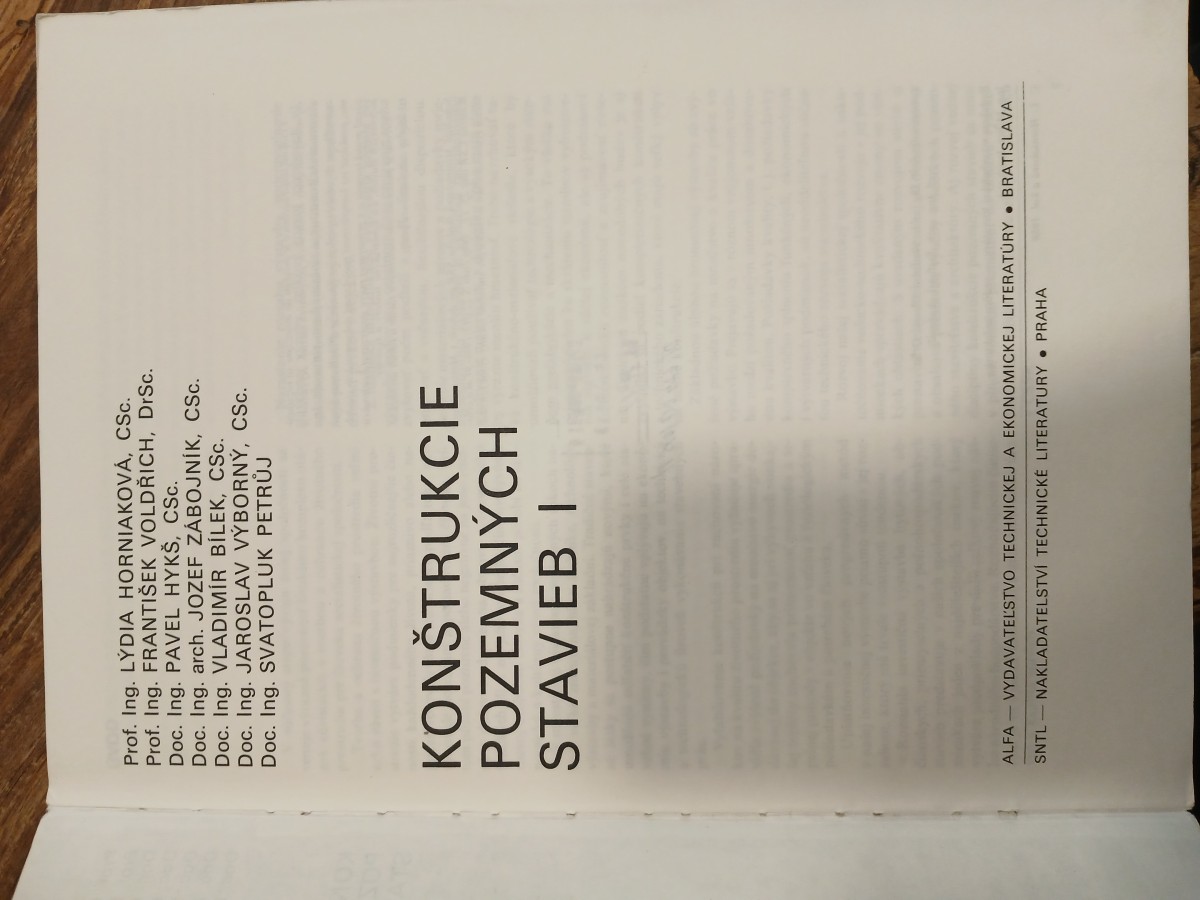 Prof. Ing. LÝDIA HORNIAKOVÁ, CSc.
Prof. Ing. FRANTIŠEK VOLDŘICH, DrSc.
Doc. Ing. PAVEL HYKŠ, CSc.
Doc. Ing. arch. JOZEF ZÁBOJNÍK, CSc.
Doc. Ing. VLADIMÍR BÍLEK, CSc.
Doc. Ing. JAROSLAV VÝBORNÝ, CSc.
Doc. Ing. SVATOPLUK PETRŮJ
KONŠTRUKCIE
POZEMNÝCH
STAVIEB I
ALFA — VYDAVATEĽSTVO TECHNICKEJ A EKONOMICKEJ LITERATÚRY • BRATISLAVA
SNTL — NAKLADATELSTVÍ TECHNICKÉ LITERATURY • PRAHA